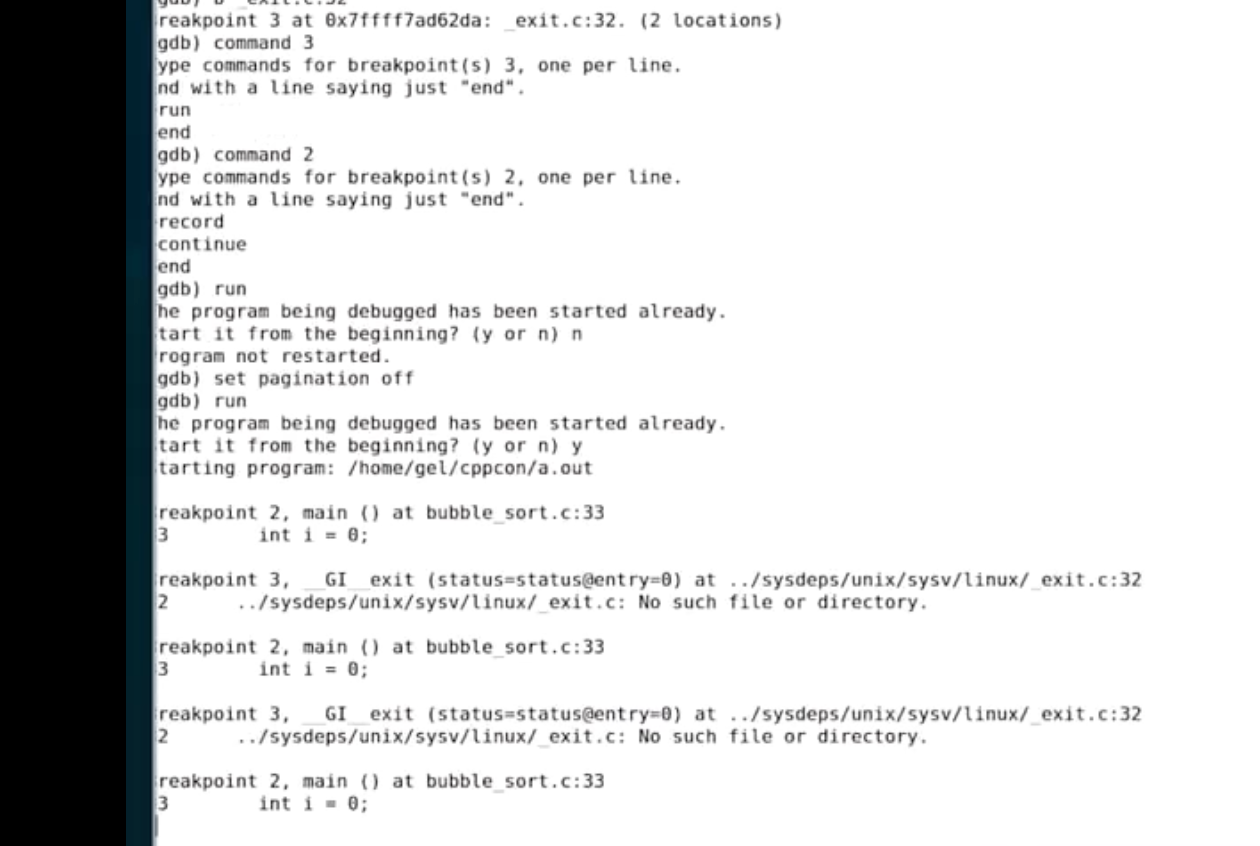 gdb) b _exit.c:32
reakpoint 3 at 0x7ffff7ad62da: _exit.c:32. (2 locations)
gdb) command 3
ype commands for breakpoint(s) 3, one per line.
nd with a line saying just "end".
run
end
gdb) command 2
ype commands for breakpoint(s) 2, one per line.
nd with a line saying just "end".
record
continue
end
gdb) run
he program being debugged has been started already.
tart it from the beginning? (y or n) n
rogram not restarted.
gdb) set pagination off
gdb) run
he program being debugged has been started already.
tart it from the beginning? (y or n) y
tarting program: /home/gel/cppcon/a.out
reakpoint 2, main () at bubble_sort.c:33
3 int i = 0;
reakpoint 3, __GI__exit (status=status@entry=0) at ../sysdeps/unix/sysv/linux/_exit.c:32
2 ../sysdeps/unix/sysv/linux/_exit.c: No such file or directory.
reakpoint 2, main () at bubble_sort.c:33
3 int i = 0;
reakpoint 3, __GI__exit (status=status@entry=0) at ../sysdeps/unix/sysv/linux/_exit.c:32
2 ../sysdeps/unix/sysv/linux/_exit.c: No such file or directory.
reakpoint 2, main () at bubble_sort.c:33
3 int i = 0;